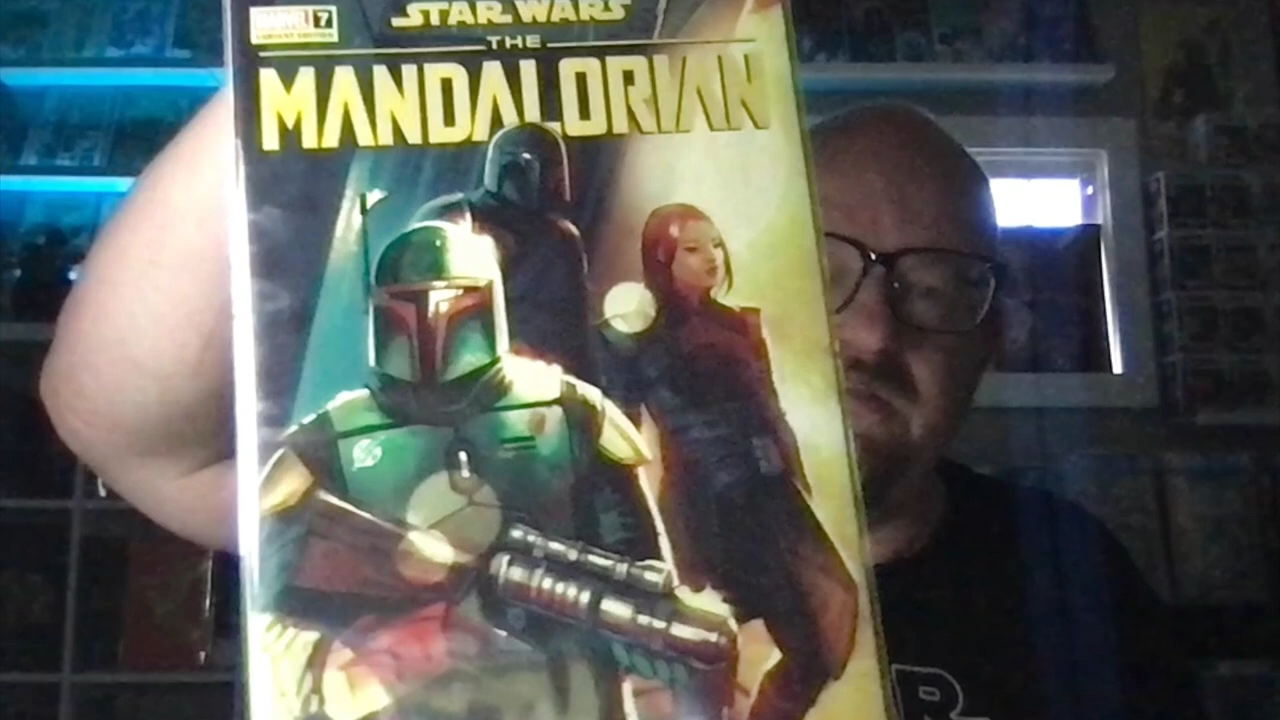 MARVEL 7
VARIANT EDITION
STAR WARS
THE
MANDALORIAN
R